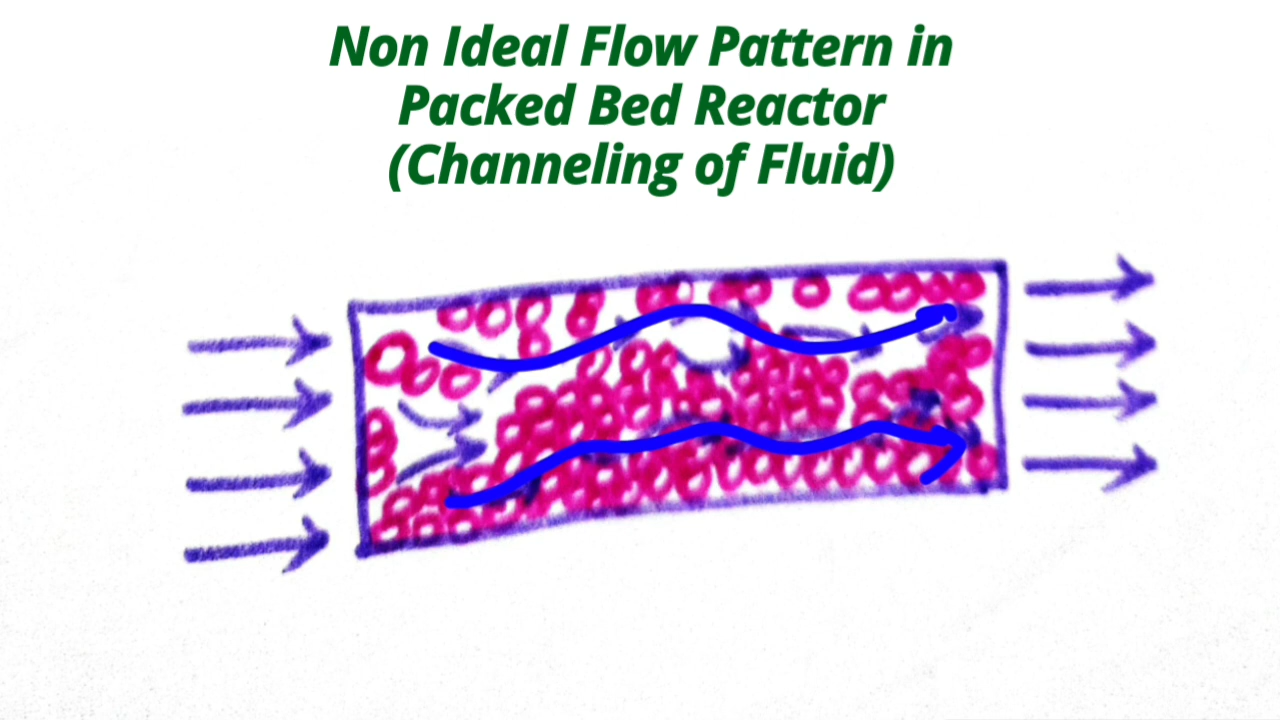 Non Ideal Flow Pattern in
Packed Bed Reactor
(Channeling of Fluid)